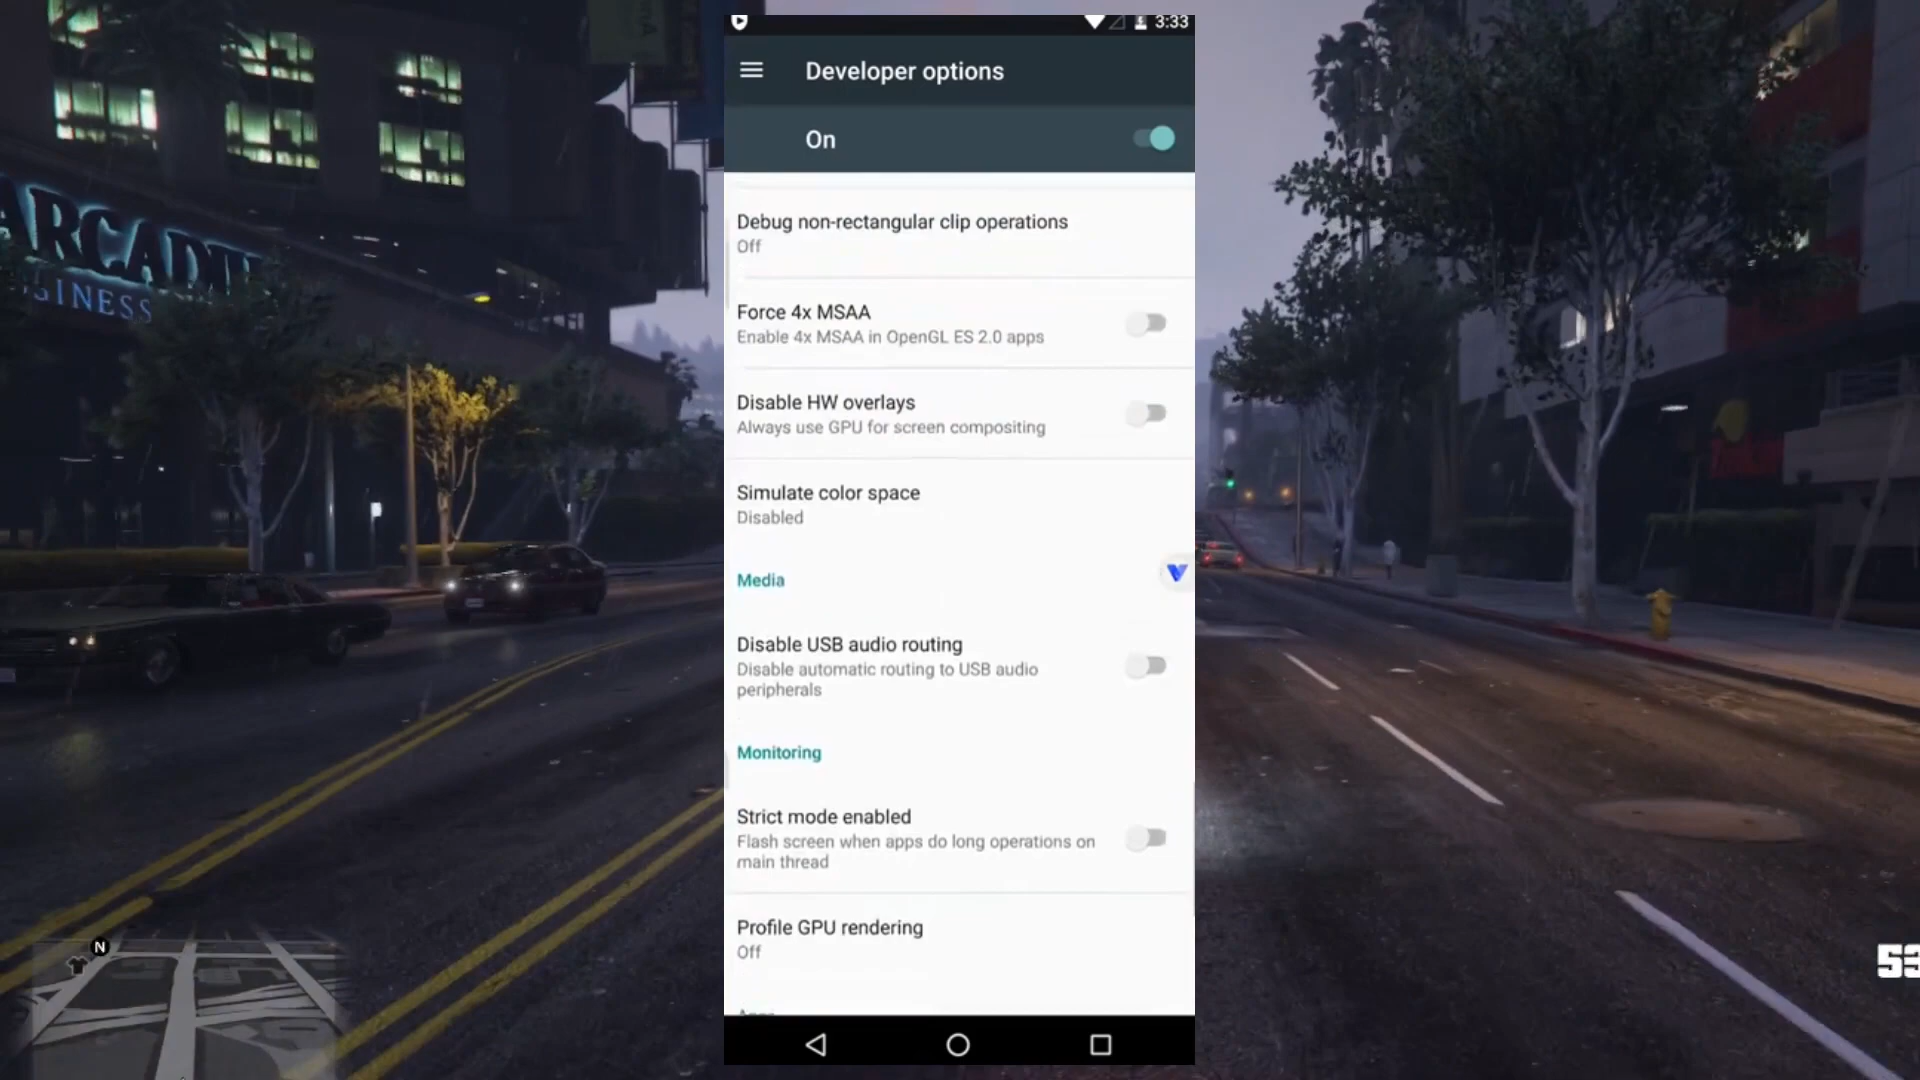 3:33
Developer options
On
Debug non-rectangular clip operations
Off
Force 4x MSAA
Enable 4x MSAA in OpenGL ES 2.0 apps
Disable HW overlays
Always use GPU for screen compositing
Simulate color space
Disabled
Media
Disable USB audio routing
Disable automatic routing to USB audio
peripherals
Monitoring
Strict mode enabled
Flash screen when apps do long operations on
main thread
Profile GPU rendering
Off
ARCADIU
SINESS
N
53